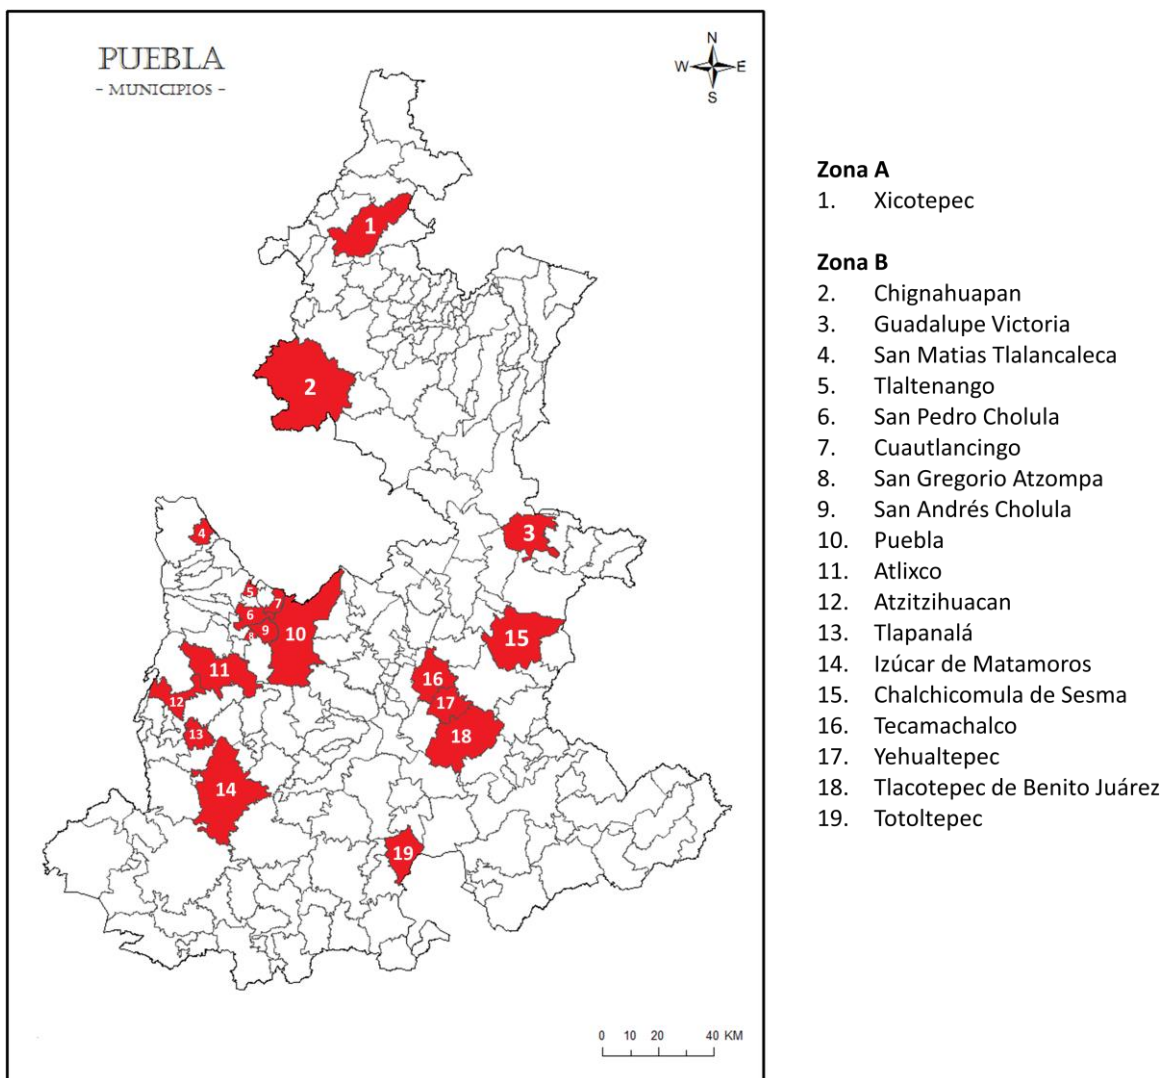 PUEBLA
- MUNICIPIOS -
N
W E
S
1
2
3
4
5
7
6
9
8
10
15
11
16
12
17
13
18
14
19
0 10 20 40 KM
Zona A
1. Xicotepec
Zona B
2. Chignahuapan
3. Guadalupe Victoria
4. San Matias Tlalancaleca
5. Tlaltenango
6. San Pedro Cholula
7. Cuautlancingo
8. San Gregorio Atzompa
9. San Andrés Cholula
10. Puebla
11. Atlixco
12. Atzitzihuacan
13. Tlapanalá
14. Izúcar de Matamoros
15. Chalchicomula de Sesma
16. Tecamachalco
17. Yehualtepec
18. Tlacotepec de Benito Juárez
19. Totoltepec